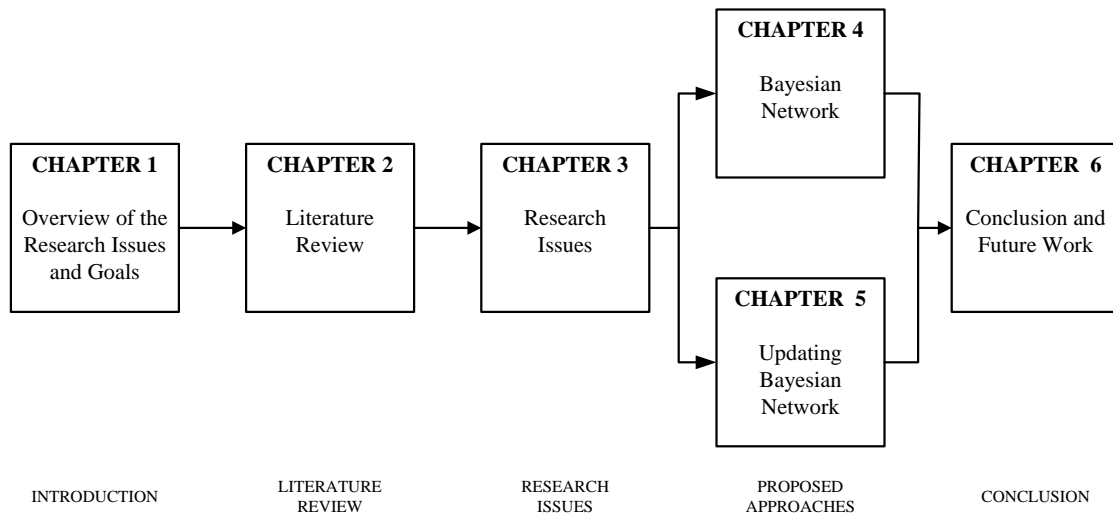 CHAPTER 1
Overview of the
Research Issues
and Goals
CHAPTER 2
Literature
Review
CHAPTER 3
Research
Issues
CHAPTER 4
Bayesian
Network
CHAPTER 5
Updating
Bayesian
Network
CHAPTER 6
Conclusion and
Future Work
INTRODUCTION
LITERATURE
REVIEW
RESEARCH
ISSUES
PROPOSED
APPROACHES
CONCLUSION